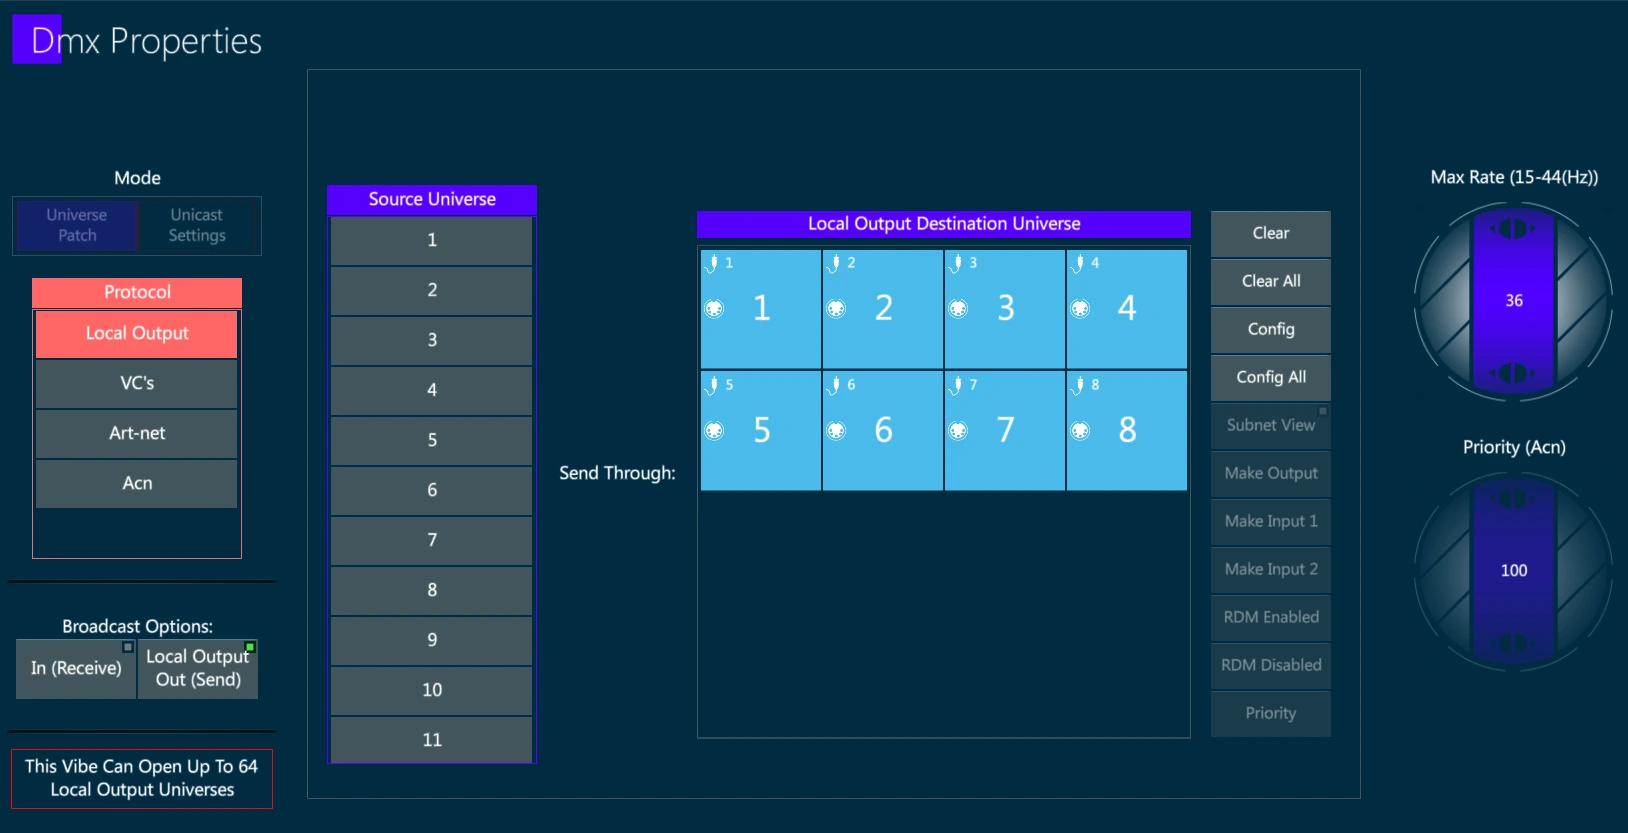 Dmx Properties
Mode
Universe
Patch
Unicast
Settings
Protocol
Local Output
VC's
Art-net
Acn
Broadcast Options:
In (Receive)
Local Output
Out (Send)
This Vibe Can Open Up To 64
Local Output Universes
Source Universe
1
2
3
4
5
6
7
8
9
10
11
Send Through:
Local Output Destination Universe
1
1
2
2
3
3
4
4
5
5
6
6
7
7
8
8
Clear
Clear All
Config
Config All
Subnet View
Make Output
Make Input 1
Make Input 2
RDM Enabled
RDM Disabled
Priority
Max Rate (15-44(Hz))
36
Priority (Acn)
100